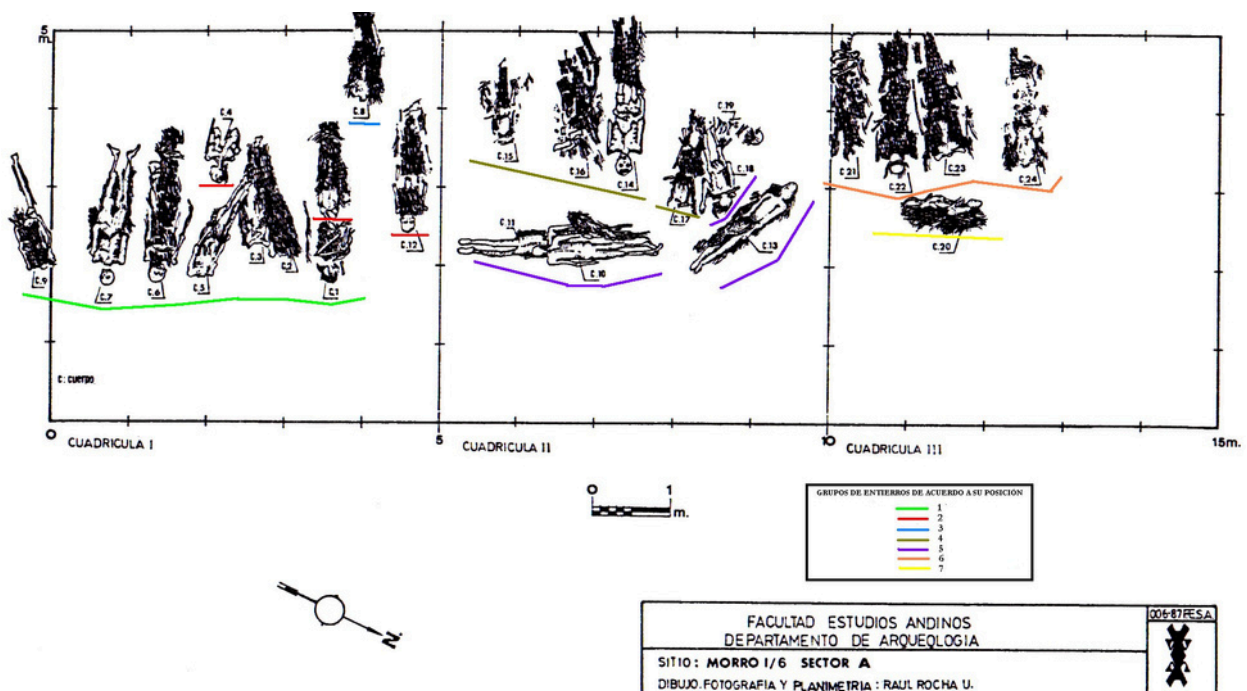 5
m.
C.8
C.4
C.19
C.15
C.16
C.14
C.18
C.17
C.21
C.22
C.23
C.24
C.9
C.7
C.6
C.5
C.3
C.2
C.1
C.12
C.11
C.10
C.13
C.20
C: CUERPO
0
CUADRICULA I
5
CUADRICULA II
10
CUADRICULA III
15m.
0 1
m.
GRUPOS DE ENTIERROS DE ACUERDO A SU POSICIÓN
1
2
3
4
5
6
7
N.
FACULTAD ESTUDIOS ANDINOS
DEPARTAMENTO DE ARQUEOLOGIA
006-87FESA.
SITIO: MORRO I/6 SECTOR A
DIBUJO.FOTOGRAFIA Y PLANIMETRIA: RAUL ROCHA U.